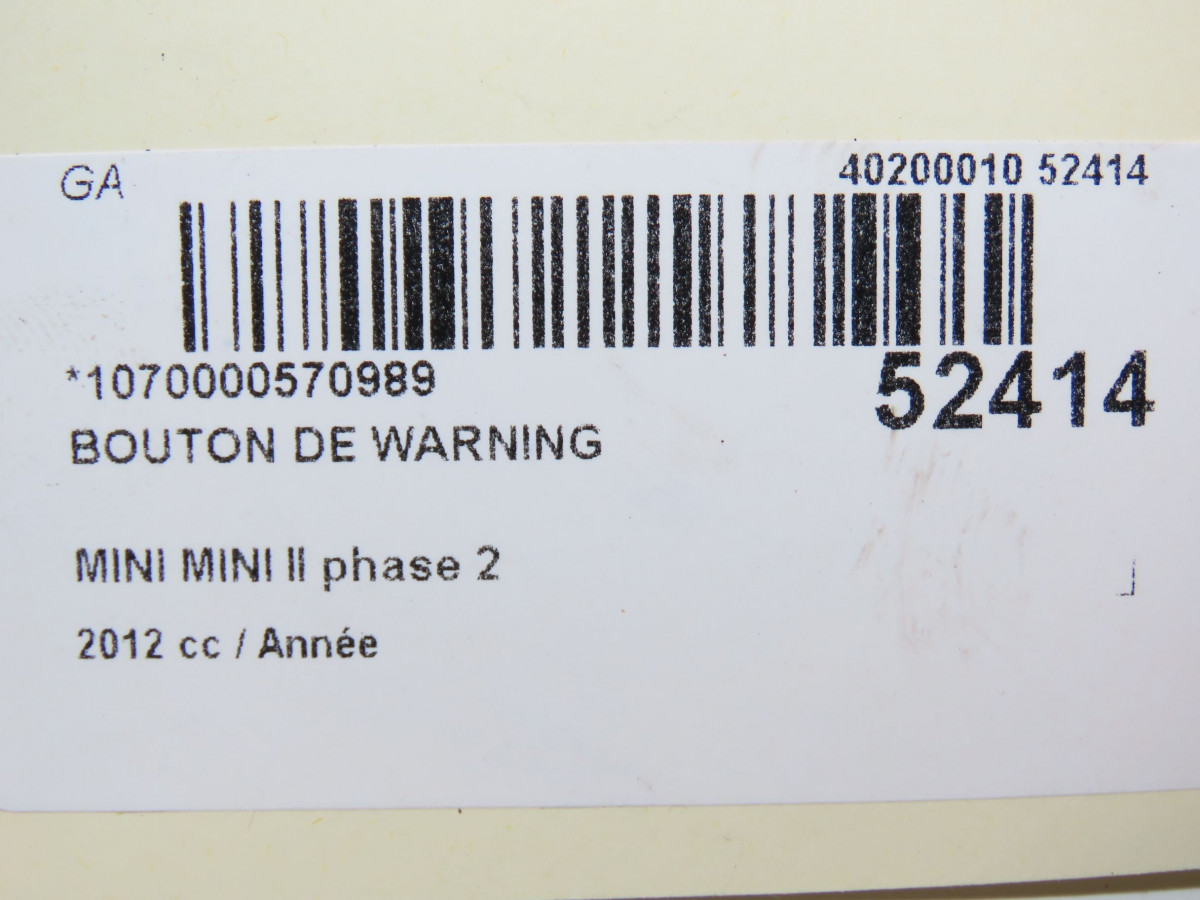 GA
40200010 52414
*1070000570989
52414
BOUTON DE WARNING
MINI MINI II phase 2
2012 cc / Année